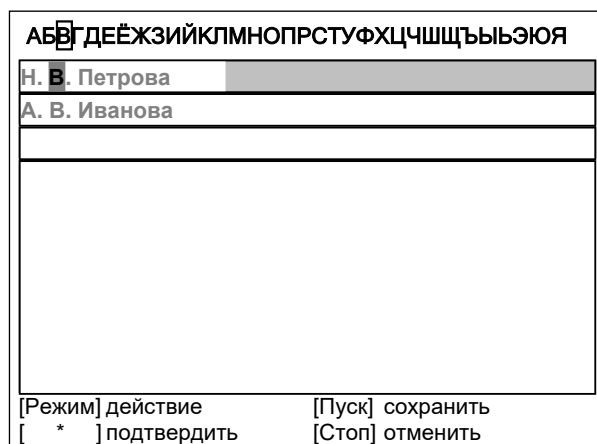 АБВГДЕЁЖЗИЙКЛМНОПРСТУФХЦЧШЩЪЫЬЭЮЯ
Н. В. Петрова
А. В. Иванова
[Режим] действие [Пуск] сохранить
[ * ] подтвердить [Стоп] отменить